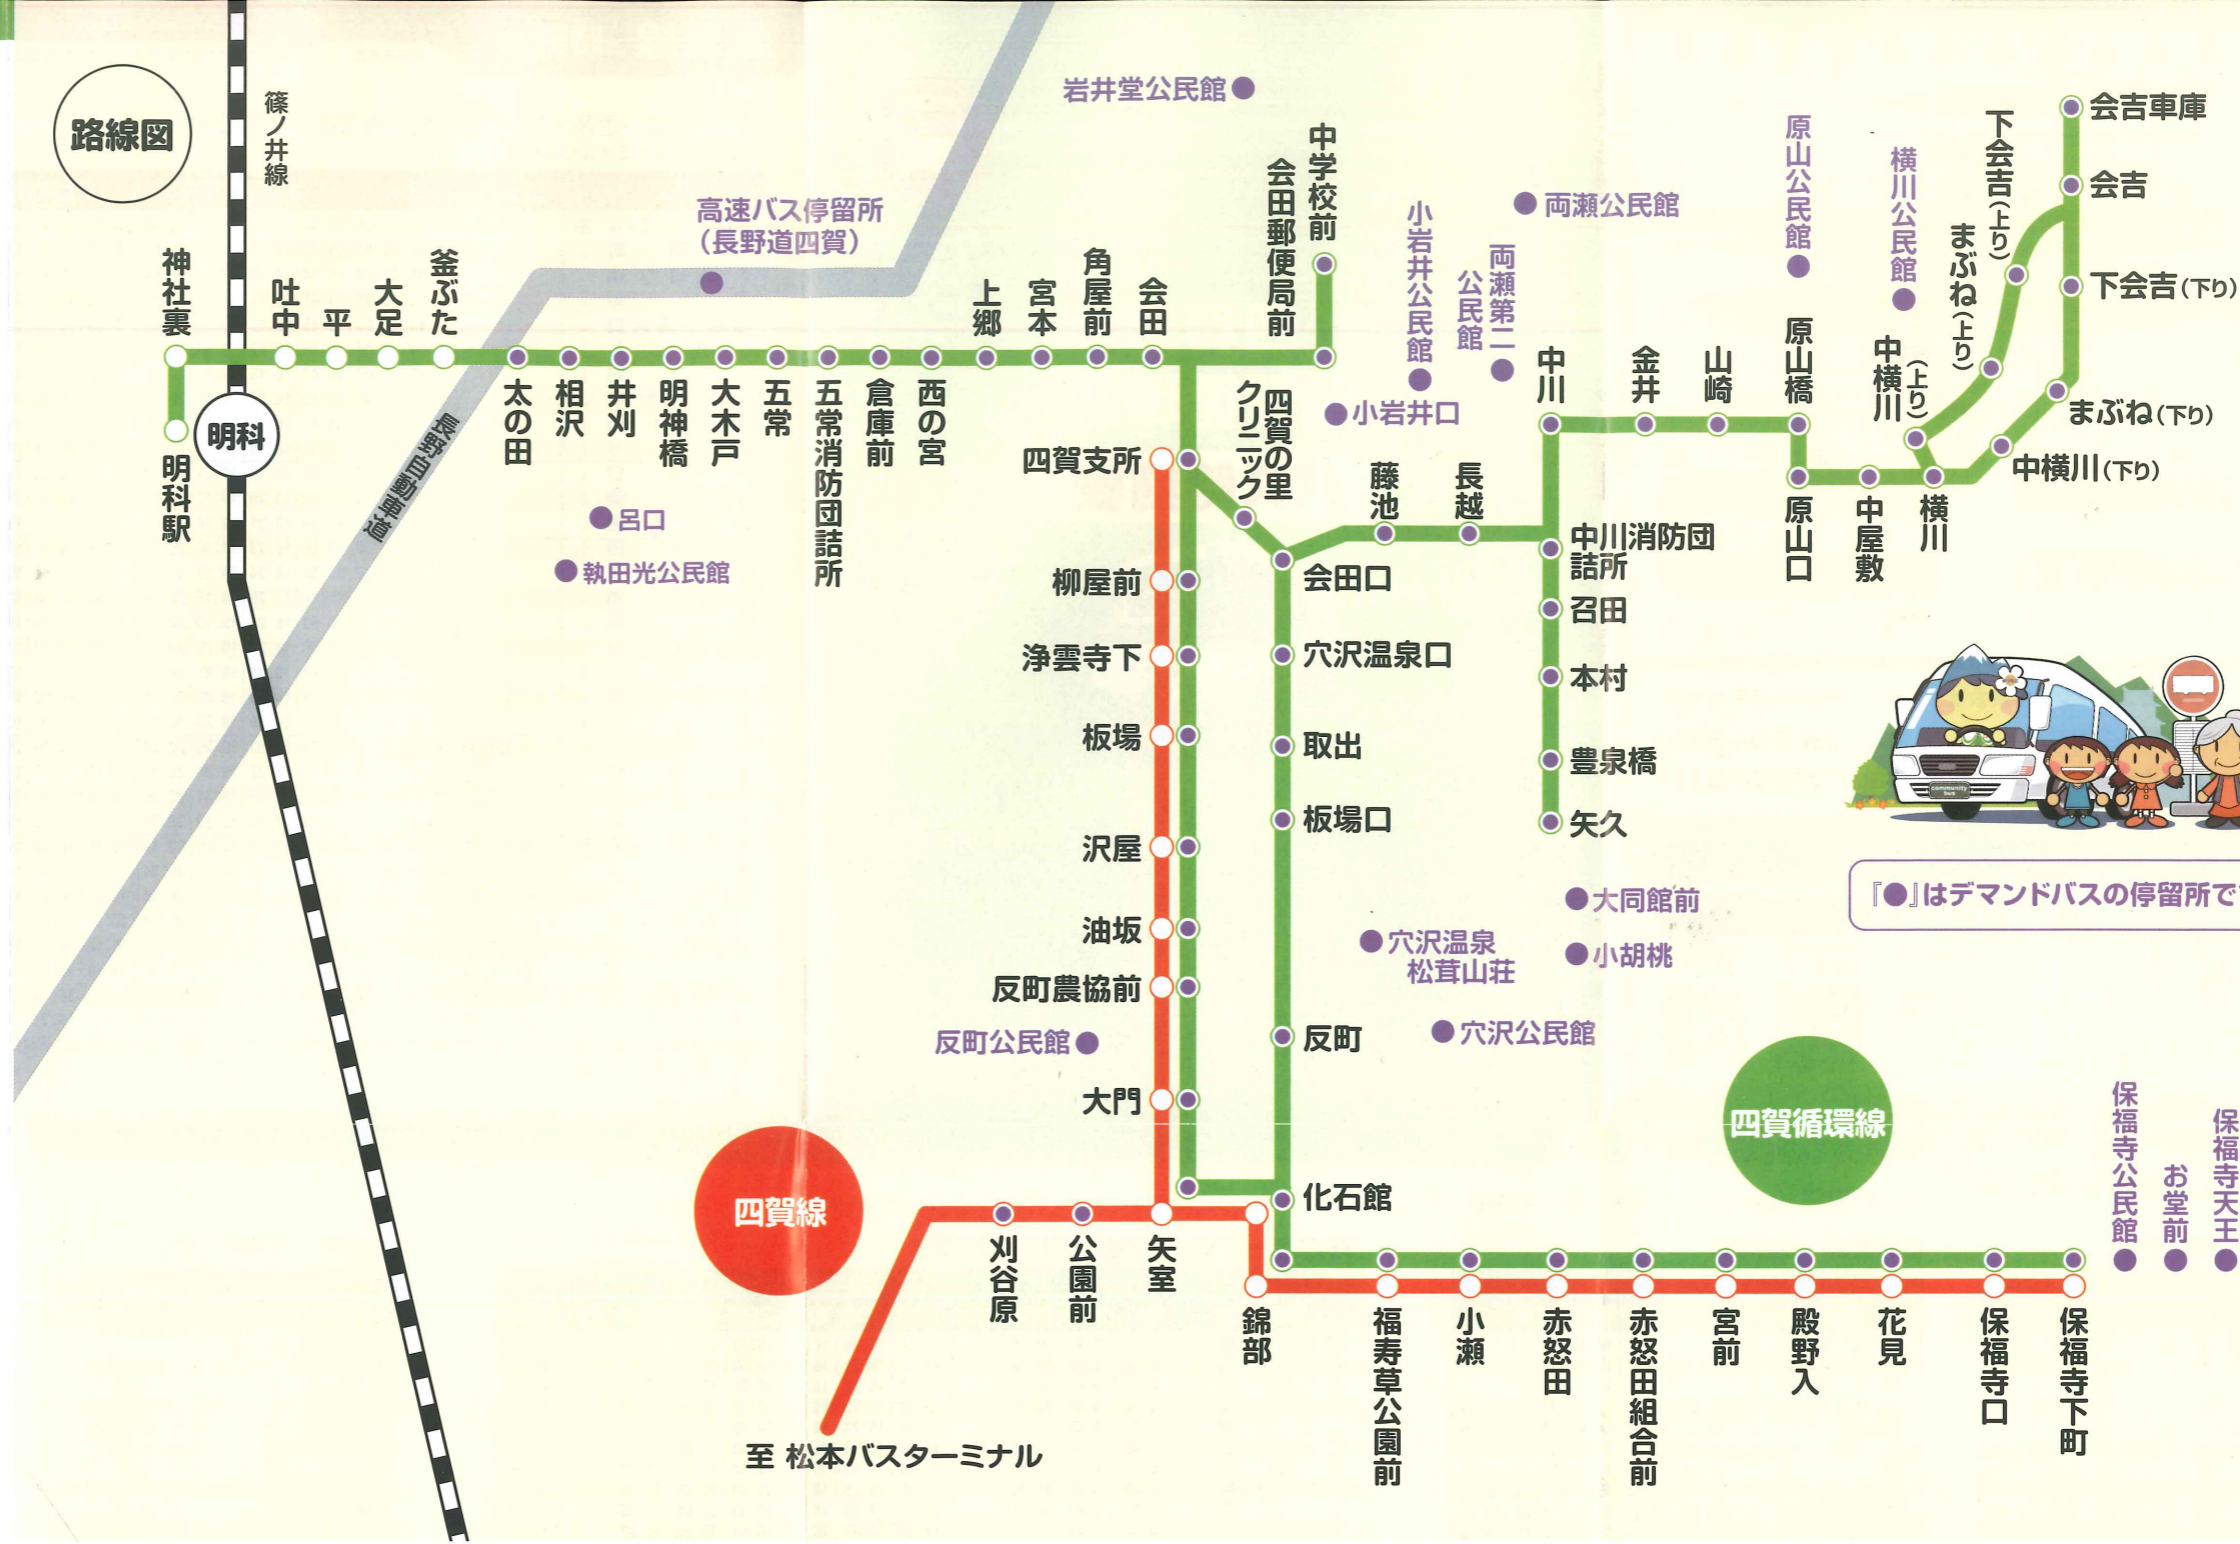 路線図
篠ノ井線
明科
長野自動車道
高速バス停留所
（長野道四賀）
神社裏
明科駅
吐中
平
大足
釜ぶた
太の田
相沢
井刈
明神橋
大木戸
五常
五常消防団詰所
倉庫前
西の宮
上郷
宮本
角屋前
会田
会田郵便局前
中学校前
岩井堂公民館
呂口
執田光公民館
小岩井公民館
小岩井口
両瀬第二
公民館
両瀬公民館
原山公民館
横川公民館
四賀の里
クリニック
会田口
藤池
長越
中川
金井
山崎
原山橋
原山口
中屋敷
横川
中横川（上り）
まぶね（上り）
下会吉（上り）
会吉車庫
会吉
下会吉（下り）
まぶね（下り）
中横川（下り）
中川消防団
詰所
召田
本村
豊泉橋
矢久
大同館前
小胡桃
穴沢温泉
松茸山荘
穴沢公民館
四賀支所
柳屋前
浄雲寺下
板場
沢屋
油坂
反町農協前
反町公民館
大門
穴沢温泉口
取出
板場口
反町
化石館
community
bus
『●』はデマンドバスの停留所で
四賀循環線
四賀線
刈谷原
公園前
矢室
錦部
福寿草公園前
小瀬
赤怒田
赤怒田組合前
宮前
殿野入
花見
保福寺口
保福寺下町
保福寺公民館
お堂前
保福寺天王
至 松本バスターミナル